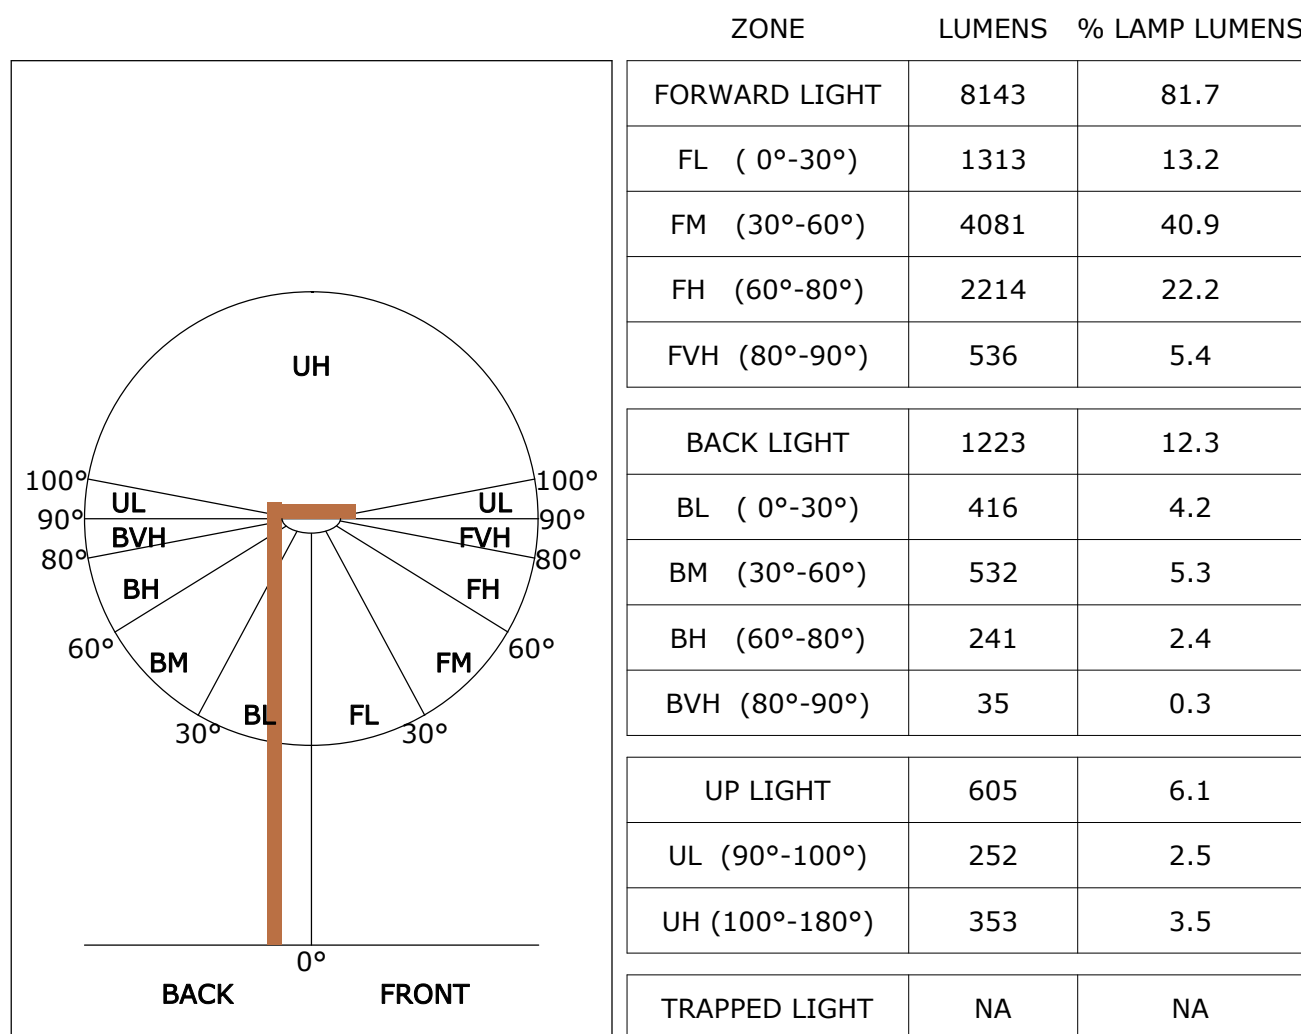 ZONE LUMENS % LAMP LUMENS
FORWARD LIGHT 8143 81.7
FL ( 0°-30°) 1313 13.2
FM (30°-60°) 4081 40.9
FH (60°-80°) 2214 22.2
FVH (80°-90°) 536 5.4
BACK LIGHT 1223 12.3
BL ( 0°-30°) 416 4.2
BM (30°-60°) 532 5.3
BH (60°-80°) 241 2.4
BVH (80°-90°) 35 0.3
UP LIGHT 605 6.1
UL (90°-100°) 252 2.5
UH (100°-180°) 353 3.5
TRAPPED LIGHT NA NA
UH
100° 100°
UL UL
90° 90°
BVH FVH
80° 80°
BH FH
60° 60°
BM FM
BL FL
30° 30°
0°
BACK FRONT